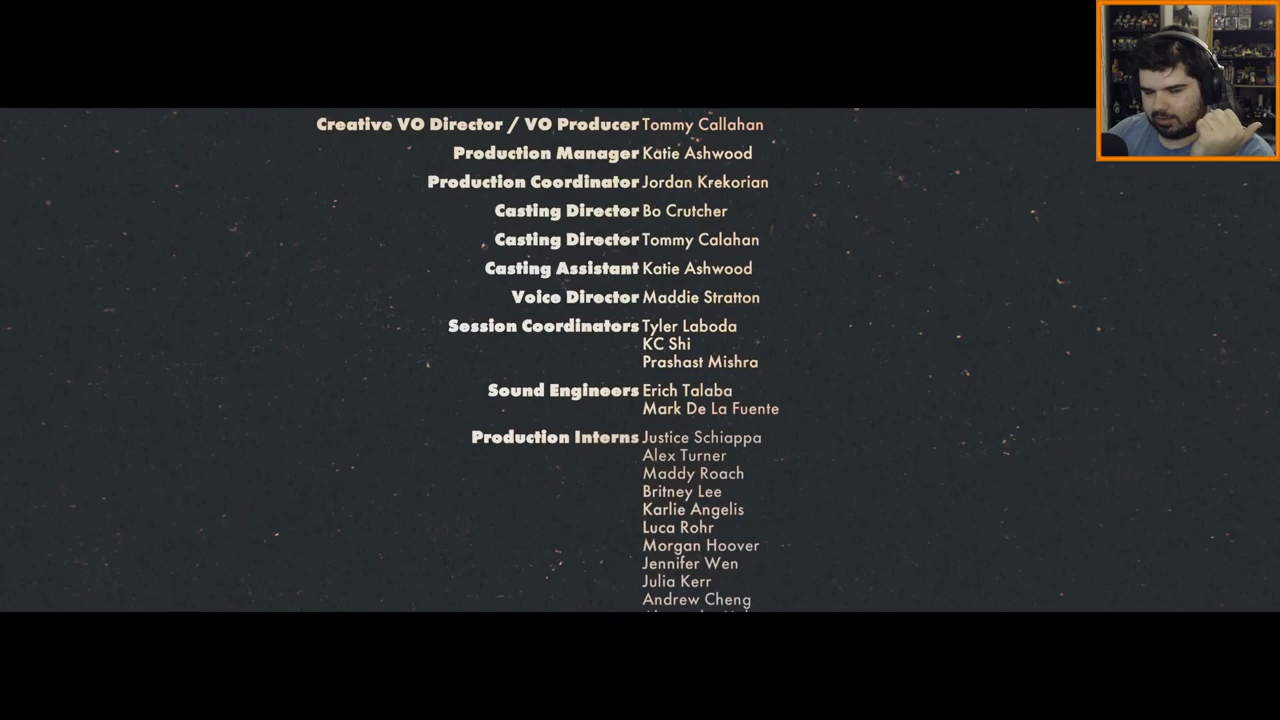 Creative VO Director / VO Producer Tommy Callahan
Production Manager Katie Ashwood
Production Coordinator Jordan Krekorian
Casting Director Bo Crutcher
Casting Director Tommy Calahan
Casting Assistant Katie Ashwood
Voice Director Maddie Stratton
Session Coordinators Tyler Laboda
KC Shi
Prashast Mishra
Sound Engineers Erich Talaba
Mark De La Fuente
Production Interns Justice Schiappa
Alex Turner
Maddy Roach
Britney Lee
Karlie Angelis
Luca Rohr
Morgan Hoover
Jennifer Wen
Julia Kerr
Andrew Cheng